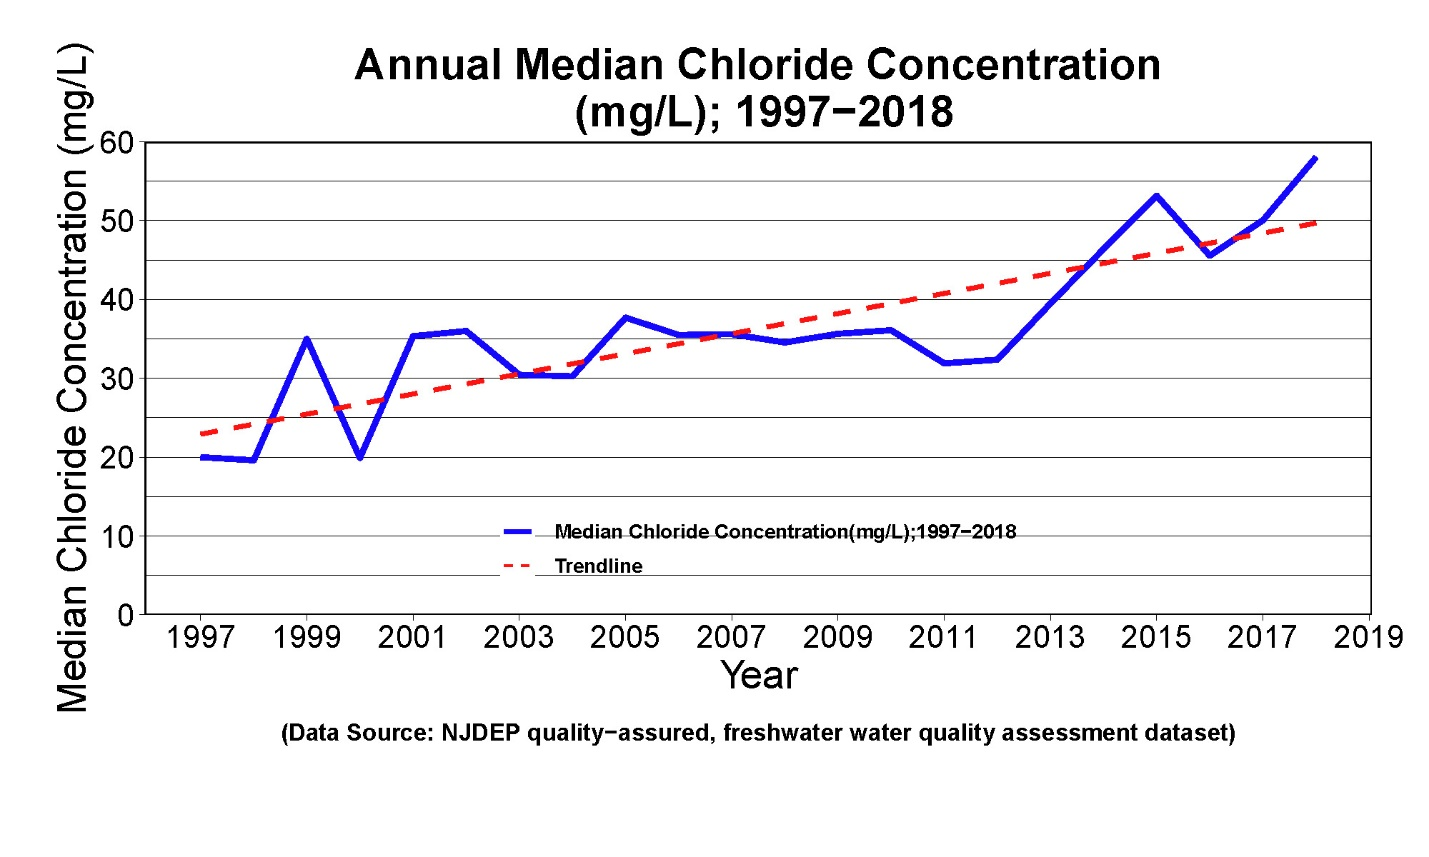 Annual Median Chloride Concentration
(mg/L); 1997−2018
Median Chloride Concentration (mg/L)
60
50
40
30
20
10
0
Median Chloride Concentration(mg/L);1997−2018
Trendline
1997 1999 2001 2003 2005 2007 2009 2011 2013 2015 2017 2019
Year
(Data Source: NJDEP quality−assured, freshwater water quality assessment dataset)